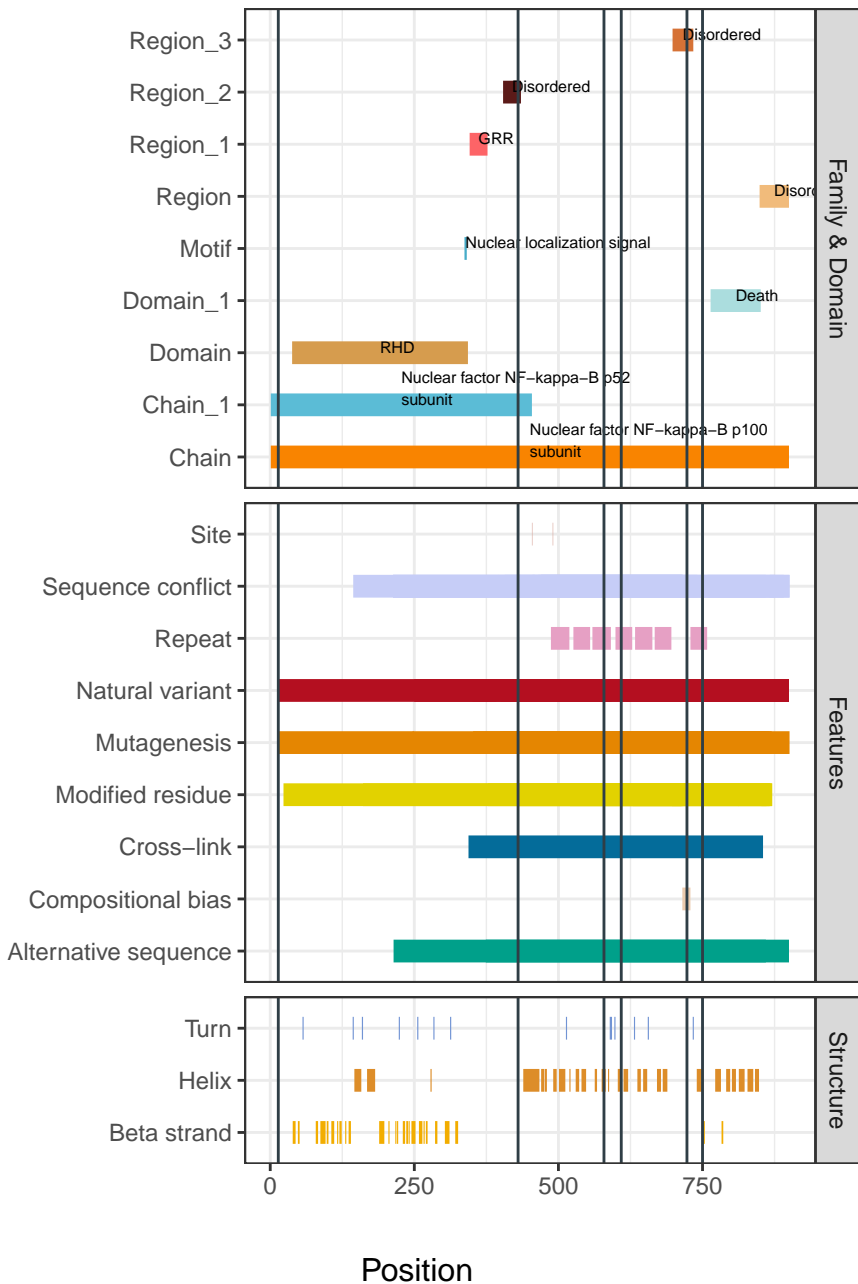 Region_3
Disordered
Region_2
Disordered
Region_1
GRR
Region
Disor
Motif
Nuclear localization signal
Domain_1
Death
Domain
RHD
Chain_1
Nuclear factor NF−kappa−B p52
subunit
Chain
Nuclear factor NF−kappa−B p100
subunit
Family & Domain
Site
Sequence conflict
Repeat
Natural variant
Mutagenesis
Modified residue
Cross−link
Compositional bias
Alternative sequence
Features
Turn
Helix
Beta strand
Structure
0 250 500 750
Position